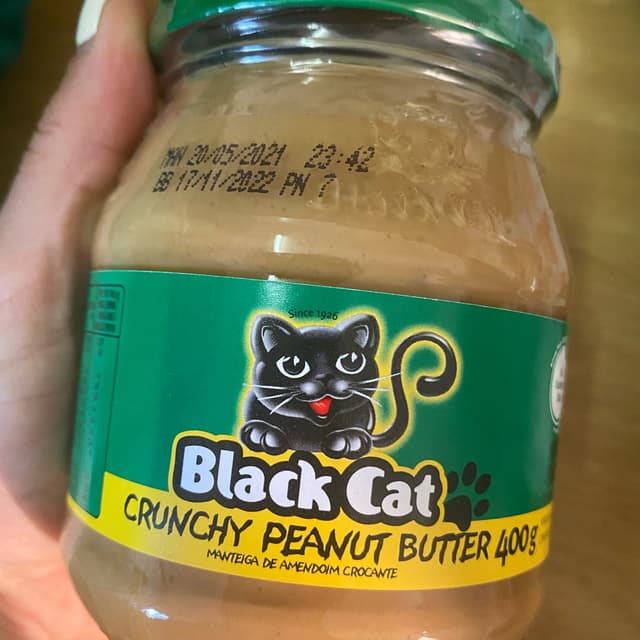 MAN 20/05/2021 23:42
BB 17/11/2022 PN 7
Since 1926
Black Cat
CRUNCHY PEANUT BUTTER 400g
MANTEIGA DE AMENDOIM CROCANTE